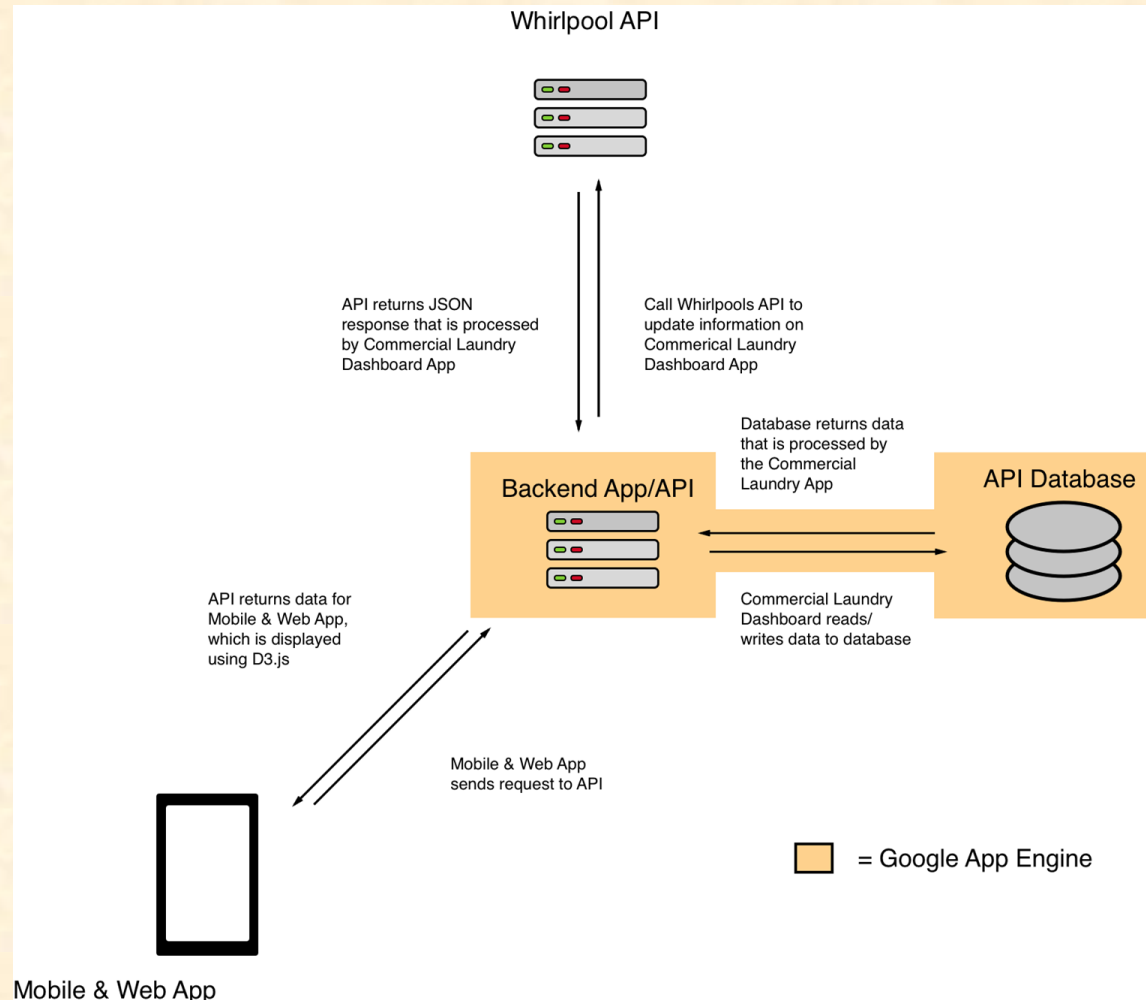 Whirlpool API
API returns JSON
response that is processed
by Commercial Laundry
Dashboard App
Call Whirlpools API to
update information on
Commerical Laundry
Dashboard App
Database returns data
that is processed by
the Commercial
Laundry App
Backend App/API
API Database
Commercial Laundry
Dashboard reads/
writes data to database
API returns data for
Mobile & Web App,
which is displayed
using D3.js
Mobile & Web App
sends request to API
= Google App Engine
Mobile & Web App